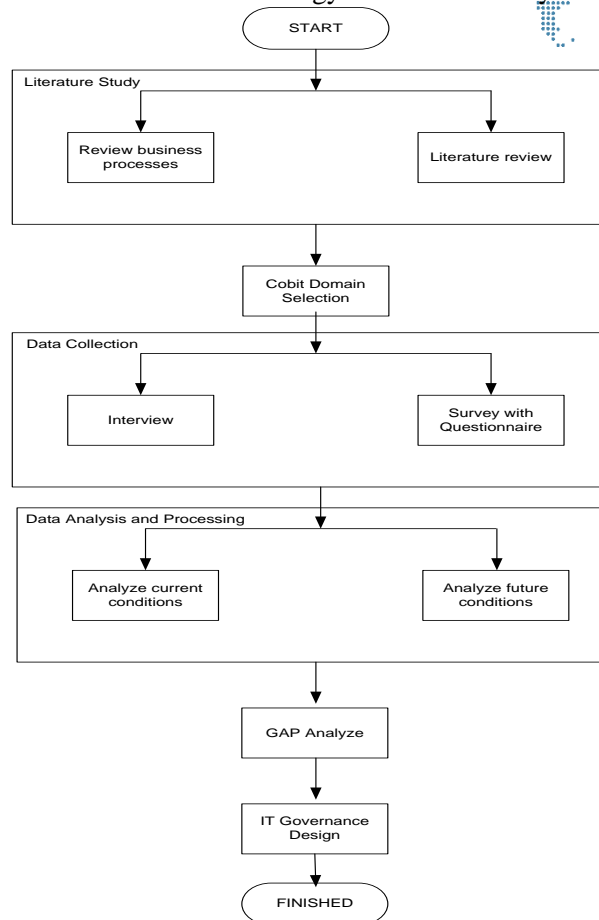 START
Literature Study
Review business
processes
Literature review
Cobit Domain
Selection
Data Collection
Interview
Survey with
Questionnaire
Data Analysis and Processing
Analyze current
conditions
Analyze future
conditions
GAP Analyze
IT Governance
Design
FINISHED